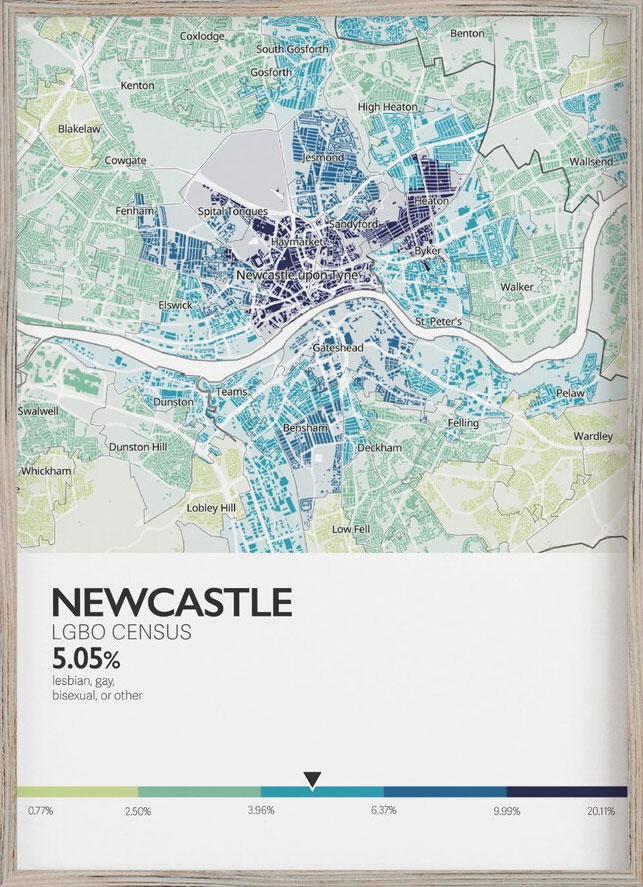 Coxlodge
Benton
South Gosforth
Gosforth
Kenton
High Heaton
Blakelaw
Jesmond
Cowgate
Wallsend
Heaton
Fenham
Spital Tongues
Sandyford
Haymarket
Byker
Newcastle upon Tyne
Walker
Elswick
St. Peter's
Gateshead
Teams
Pelaw
Dunston
Swalwell
Felling
Bensham
Wardley
Dunston Hill
Deckham
Whickham
e
Lobley Hill
Low Fell
NEWCASTLE
LGBO CENSUS
5.05%
lesbian, gay,
bisexual, or other
0.77% 2.50% 3.96% 6.37% 9.99% 20.11%